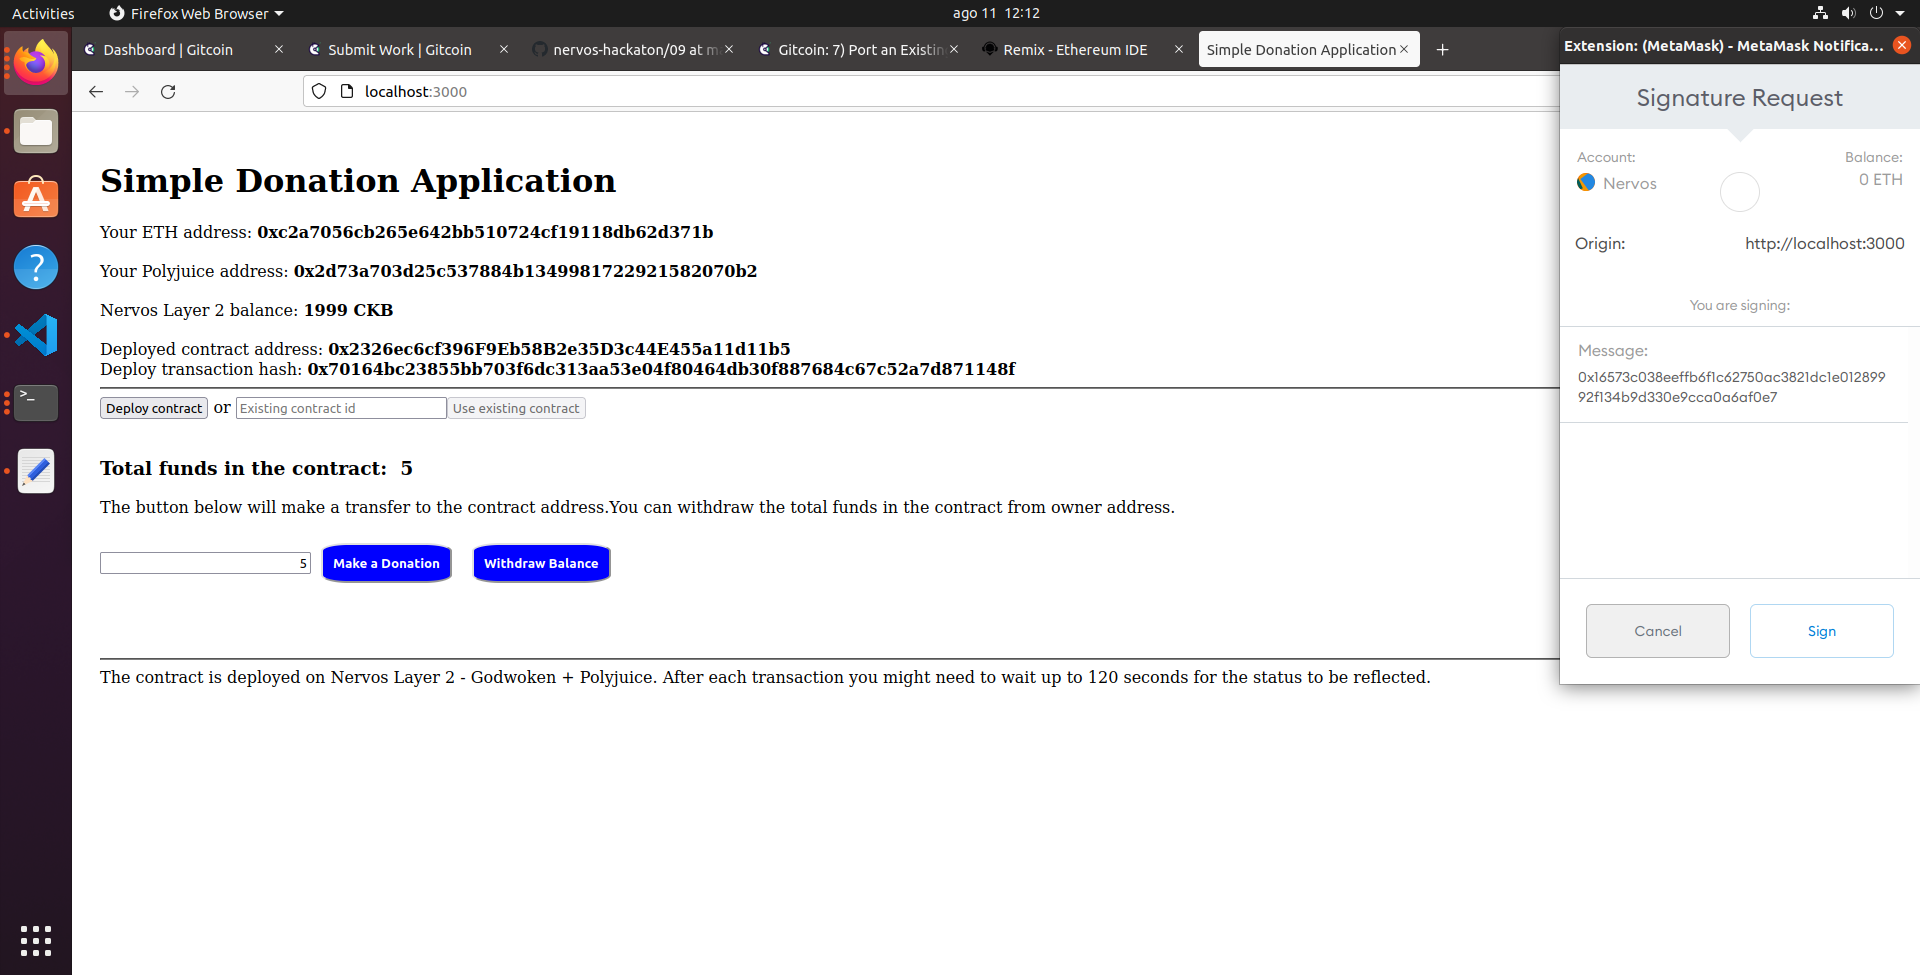 Activities Firefox Web Browser ago 11 12:12
Dashboard | Gitcoin Submit Work | Gitcoin nervos-hackaton/09 at m Gitcoin: 7) Port an Existin Remix - Ethereum IDE Simple Donation Application
localhost:3000
Simple Donation Application
Your ETH address: 0xc2a7056cb265e642bb510724cf19118db62d371b
Your Polyjuice address: 0x2d73a703d25c537884b1349981722921582070b2
Nervos Layer 2 balance: 1999 CKB
Deployed contract address: 0x2326ec6cf396F9Eb58B2e35D3c44E455a11d11b5
Deploy transaction hash: 0x70164bc23855bb703f6dc313aa53e04f80464db30f887684c67c52a7d871148f
Deploy contract or Existing contract id Use existing contract
Total funds in the contract: 5
The button below will make a transfer to the contract address.You can withdraw the total funds in the contract from owner address.
5 Make a Donation Withdraw Balance
The contract is deployed on Nervos Layer 2 - Godwoken + Polyjuice. After each transaction you might need to wait up to 120 seconds for the status to be reflected.
Extension: (MetaMask) - MetaMask Notifica...
Signature Request
Account: Balance:
Nervos 0 ETH
Origin: http://localhost:3000
You are signing:
Message:
0x16573c038eeffb6f1c62750ac3821dc1e012899
92f134b9d330e9cca0a6af0e7
Cancel Sign